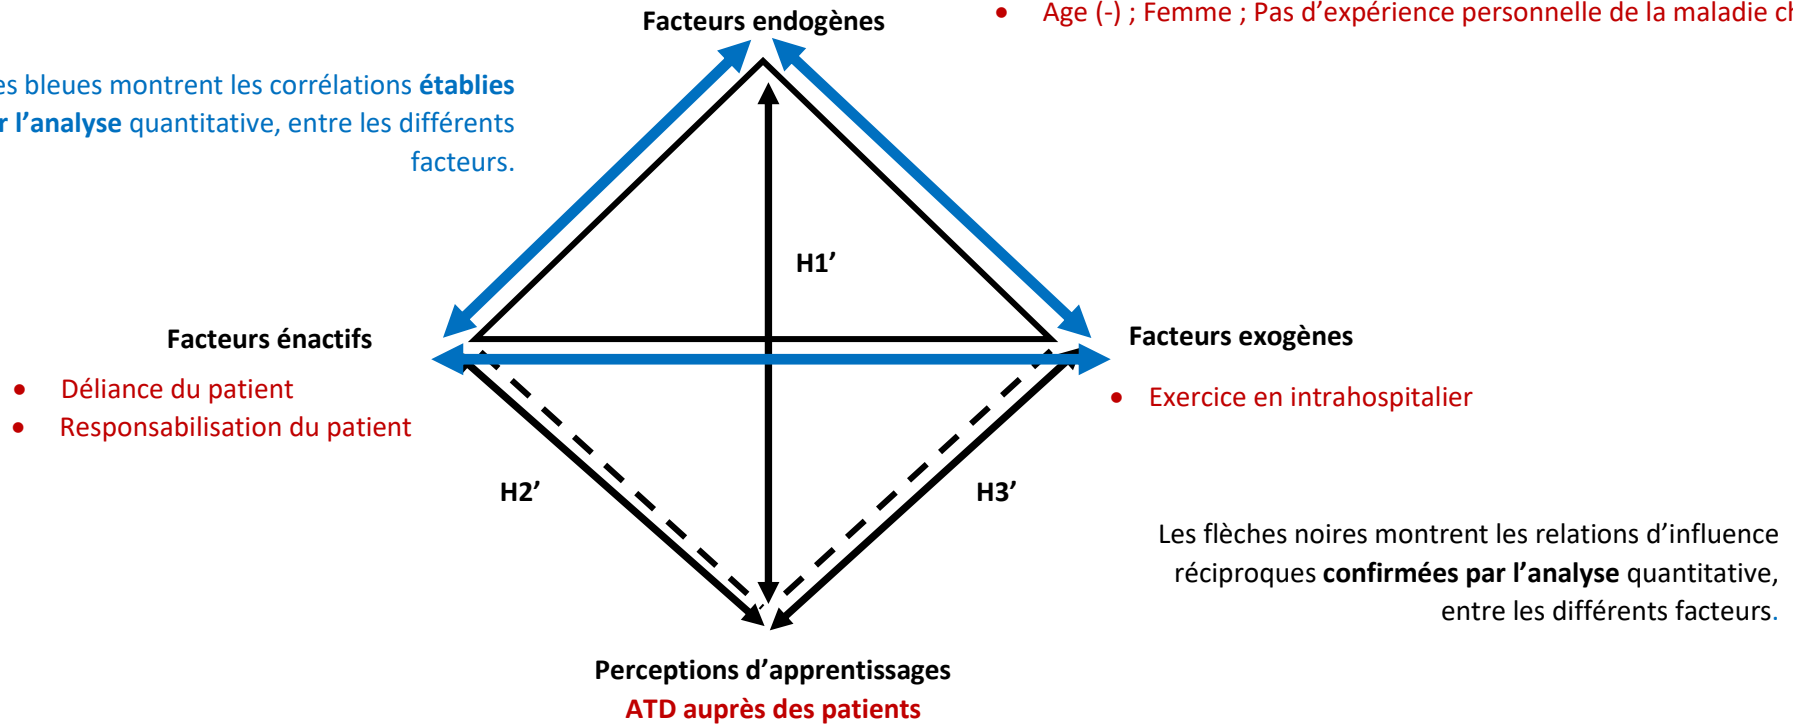 Facteurs endogènes
• Age (-) ; Femme ; Pas d’expérience personnelle de la maladie
es bleues montrent les corrélations établies
r l’analyse quantitative, entre les différents
facteurs.
H1’
Facteurs énactifs
Facteurs exogènes
• Déliance du patient
• Responsabilisation du patient
• Exercice en intrahospitalier
H2’
H3’
Les flèches noires montrent les relations d’influence
réciproques confirmées par l’analyse quantitative,
entre les différents facteurs.
Perceptions d’apprentissages
ATD auprès des patients